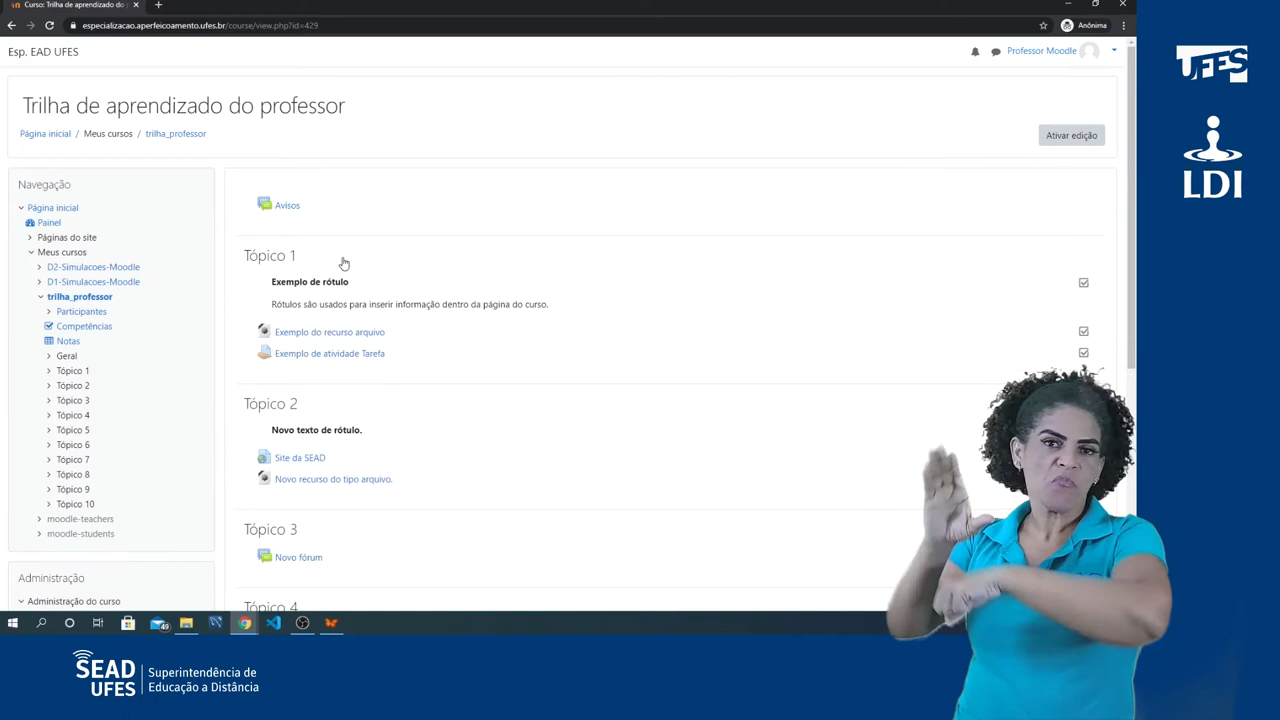 Curso: Trilha de aprendizado do
especializacao.aperfeicoamento.ufes.br/course/view.php?id=429
Anônima
Esp. EAD UFES
Professor Moodle
Trilha de aprendizado do professor
Página inicial / Meus cursos / trilha_professor
Ativar edição
Navegação
Página inicial
Painel
Páginas do site
Meus cursos
D2-Simulacoes-Moodle
D1-Simulacoes-Moodle
trilha_professor
Participantes
Competências
Notas
Geral
Tópico 1
Tópico 2
Tópico 3
Tópico 4
Tópico 5
Tópico 6
Tópico 7
Tópico 8
Tópico 9
Tópico 10
moodle-teachers
moodle-students
Administração
Administração do curso
Avisos
Tópico 1
Exemplo de rótulo
Rótulos são usados para inserir informação dentro da página do curso.
Exemplo do recurso arquivo
Exemplo de atividade Tarefa
Tópico 2
Novo texto de rótulo.
Site da SEAD
Novo recurso do tipo arquivo.
Tópico 3
Novo fórum
Tópico 4
49
UFES
LDI
SEAD
UFES
Superintendência de
Educação a Distância